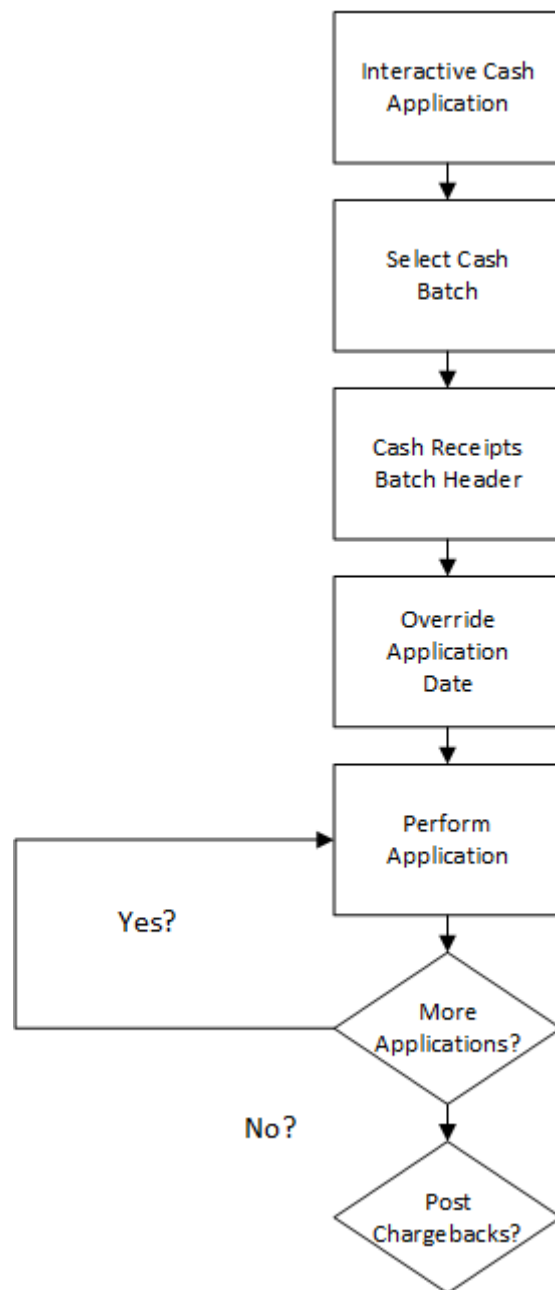 Interactive Cash
Application
Select Cash
Batch
Cash Receipts
Batch Header
Override
Application
Date
Perform
Application
Yes?
More
Applications?
No?
Post
Chargebacks?